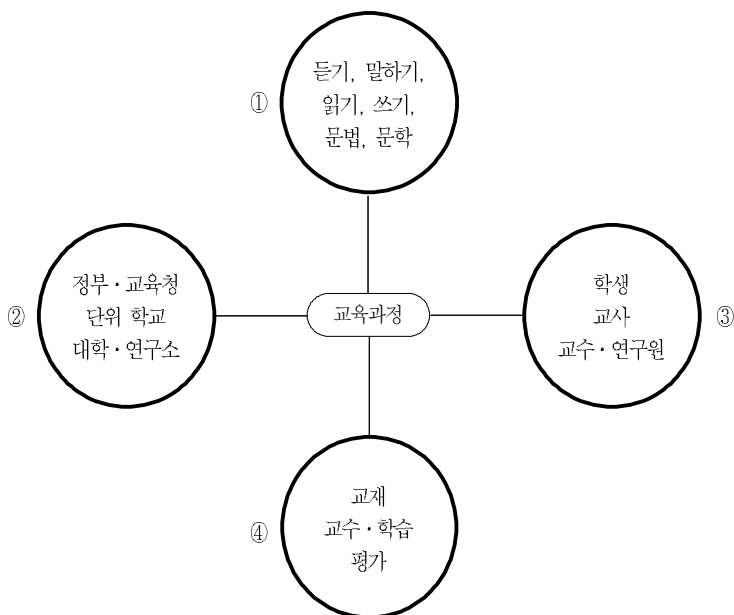 듣기, 말하기,
① 읽기, 쓰기,
문법, 문학
정부·교육청
② 단위 학교
대학·연구소
교육과정
학생
교사 ③
교수·연구원
교재
④ 교수·학습
평가